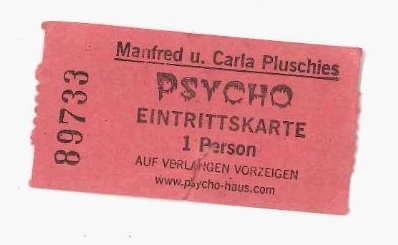 Manfred u. Carla Pluschies
PSYCHO
EINTRITTSKARTE
1 Person
AUF VERLANGEN VORZEIGEN
www.psycho-haus.com
89733